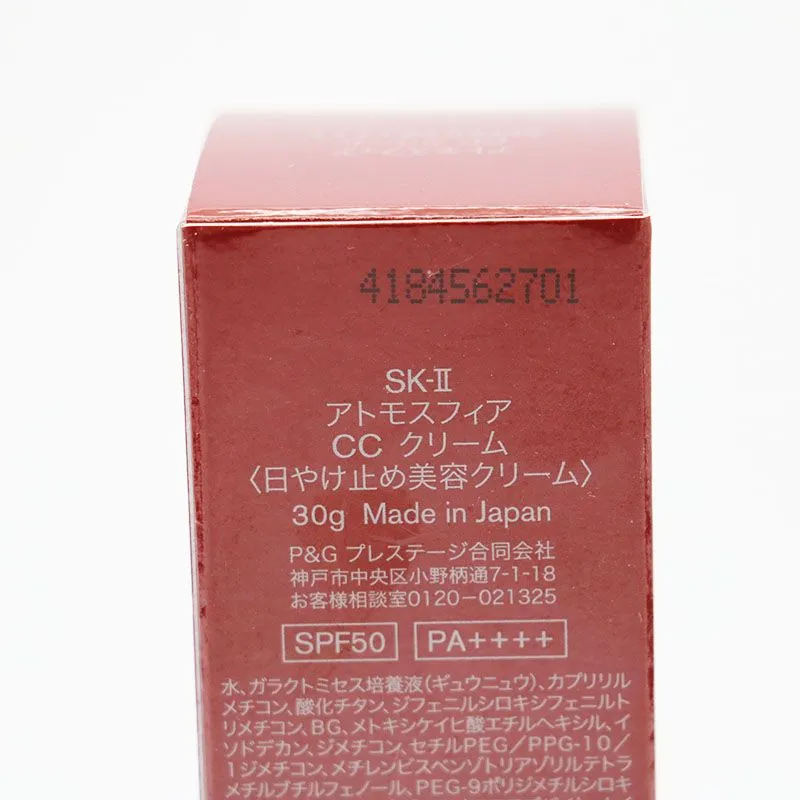 4184562701
SK-Ⅱ
アトモスフィア
CC クリーム
〈日やけ止め美容クリーム〉
30g Made in Japan
P&G プレステージ合同会社
神戸市中央区小野柄通7-1-18
お客様相談室0120−021325
SPF50 PA++++
水、ガラクトミセス培養液(ギュウニュウ)、カプリリル
メチコン、酸化チタン、ジフェニルシロキシフェニルト
リメチコン、BG、メトキシケイヒ酸エチルヘキシル、イ
ソドデカン、ジメチコン、セチルPEG/PPG-10/
1ジメチコン、メチレンビスベンゾトリアゾリルテトラ
メチルブチルフェノール、PEG-9ポリジメチルシロキ